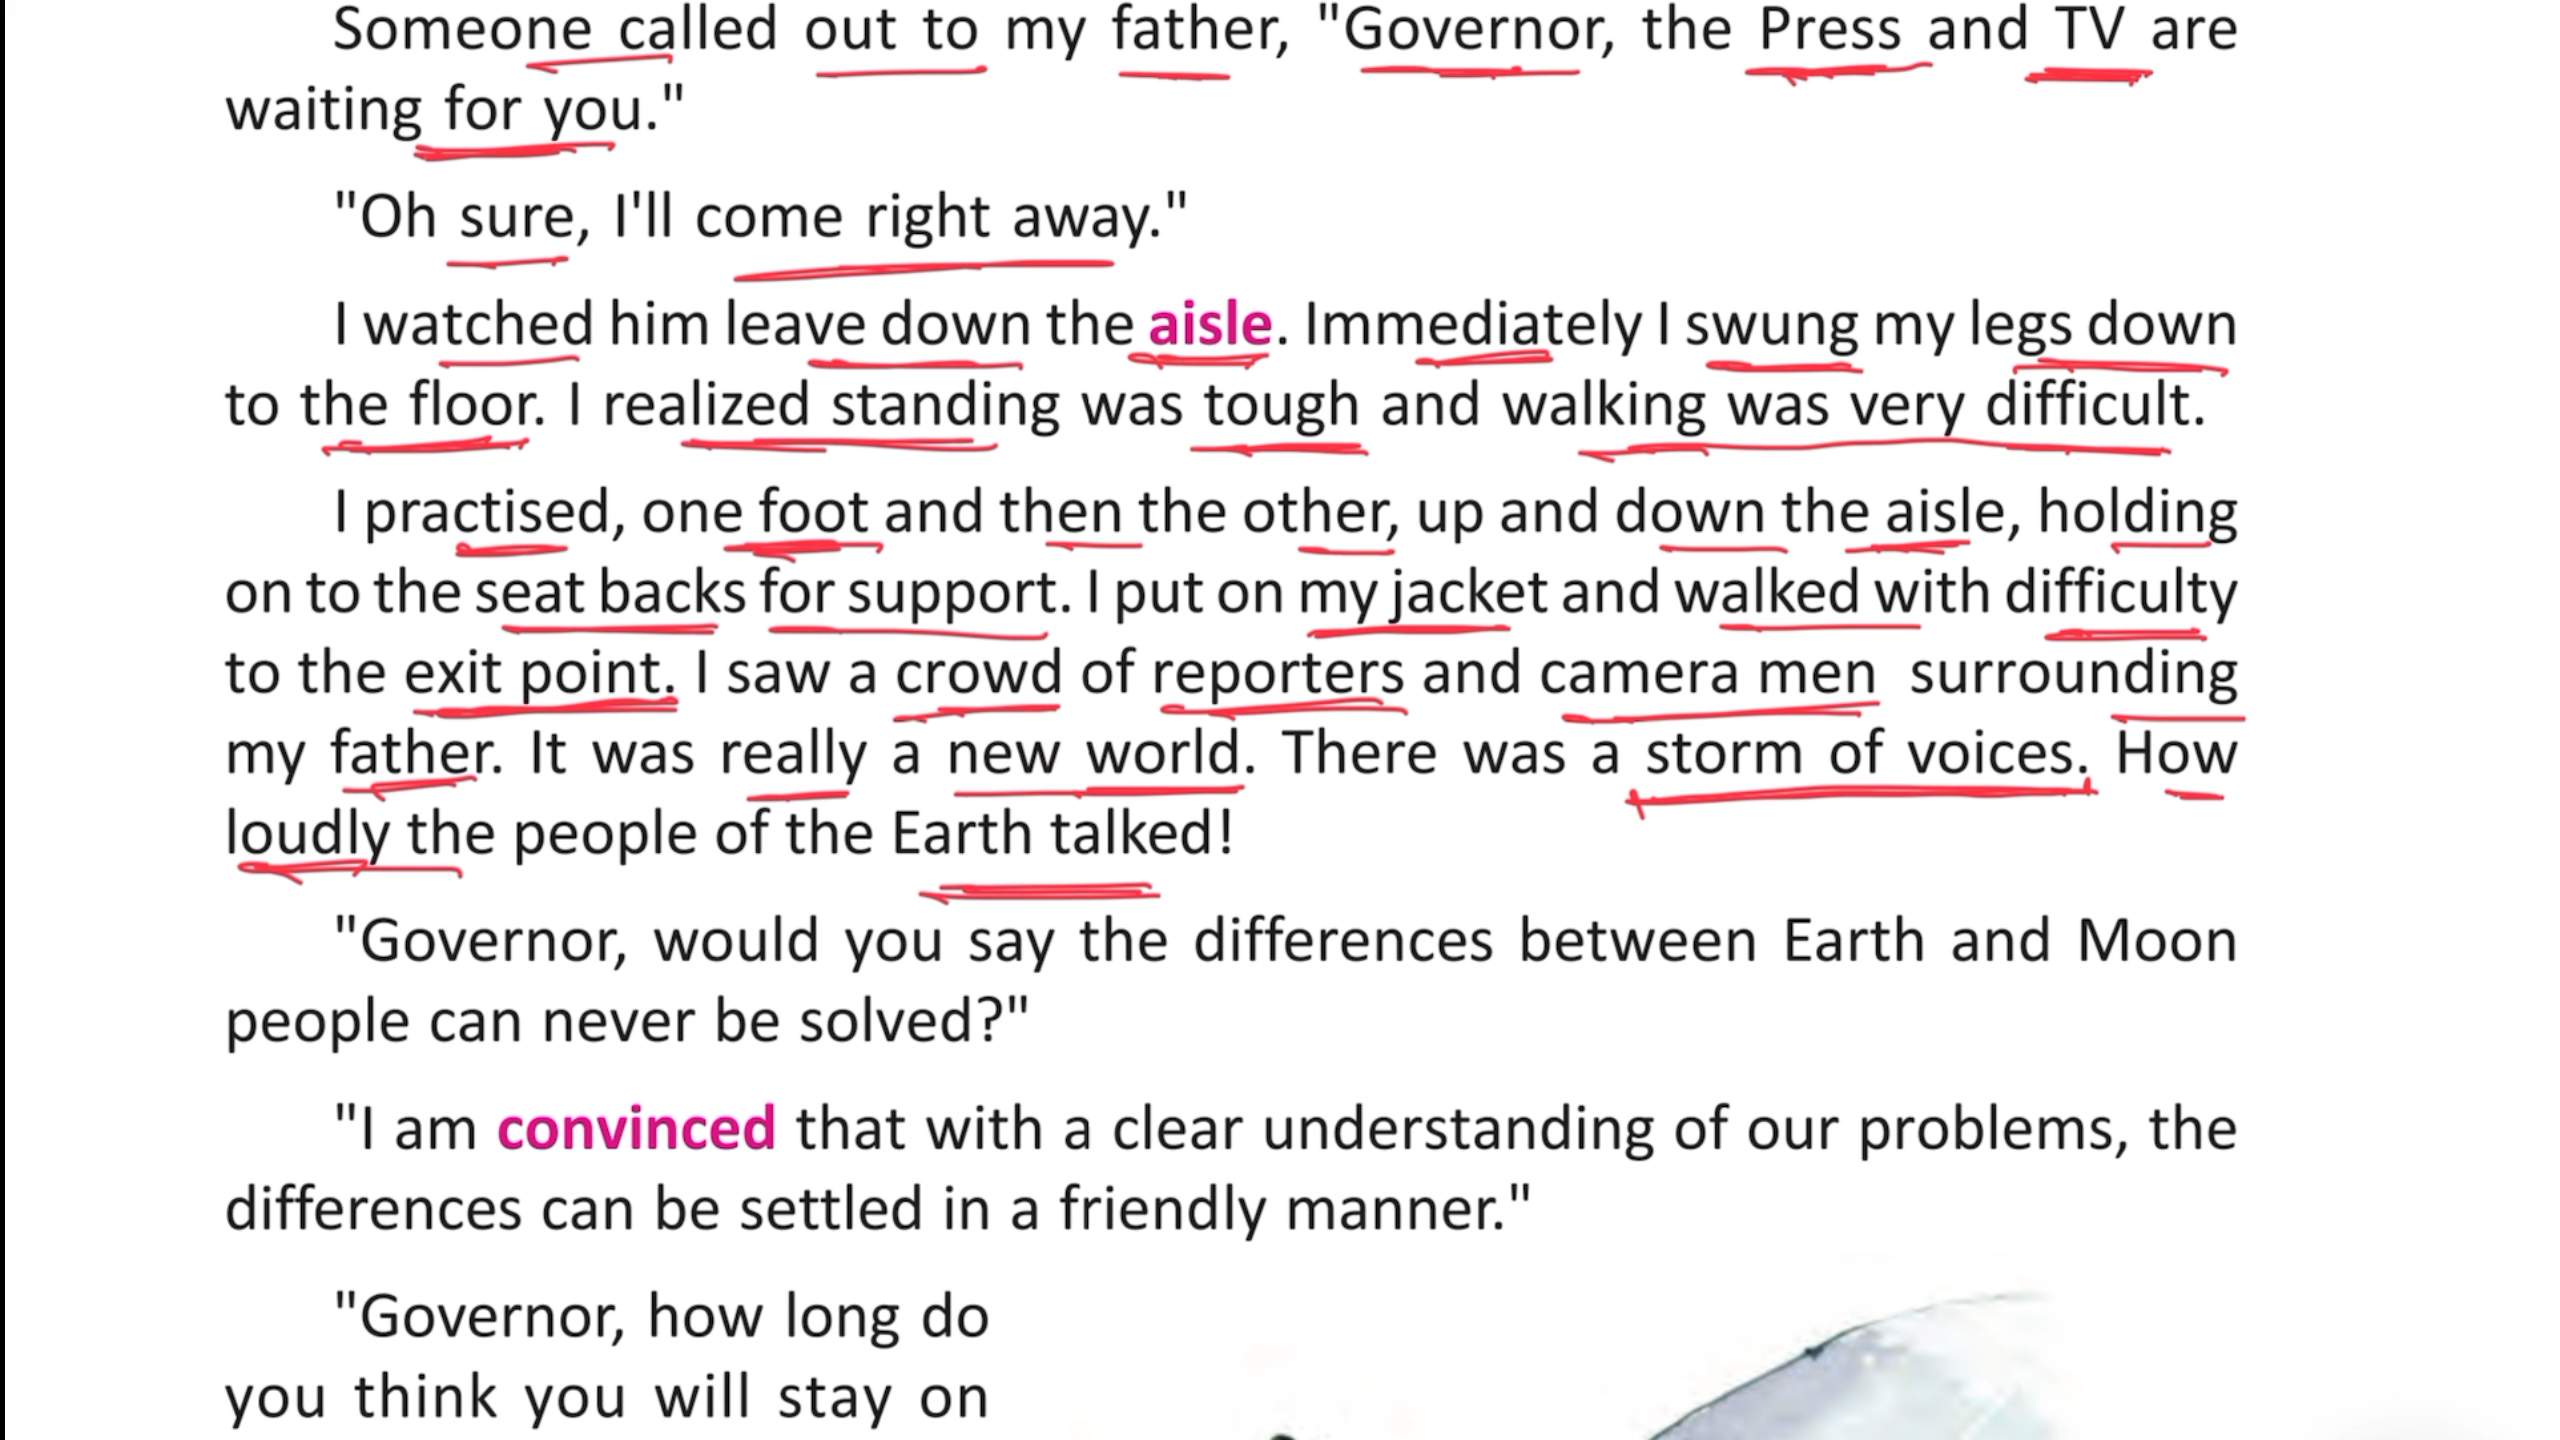 Someone called out to my father, "Governor, the Press and TV are
waiting for you."
"Oh sure, I'll come right away."
I watched him leave down the aisle. Immediately I swung my legs down
to the floor. I realized standing was tough and walking was very difficult.
I practised, one foot and then the other, up and down the aisle, holding
on to the seat backs for support. I put on my jacket and walked with difficulty
to the exit point. I saw a crowd of reporters and camera men surrounding
my father. It was really a new world. There was a storm of voices. How
loudly the people of the Earth talked!
"Governor, would you say the differences between Earth and Moon
people can never be solved?"
"I am convinced that with a clear understanding of our problems, the
differences can be settled in a friendly manner."
"Governor, how long do
you think you will stay on